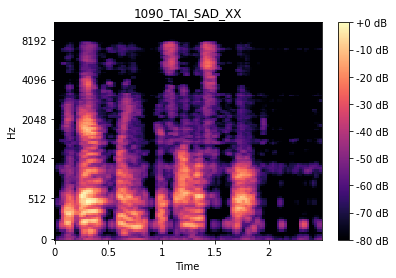 1090_TAI_SAD_XX
8192
4096
2048
1024
512
0
Hz
0
0.5
1
1.5
2
Time
+0 dB
-10 dB
-20 dB
-30 dB
-40 dB
-50 dB
-60 dB
-70 dB
-80 dB